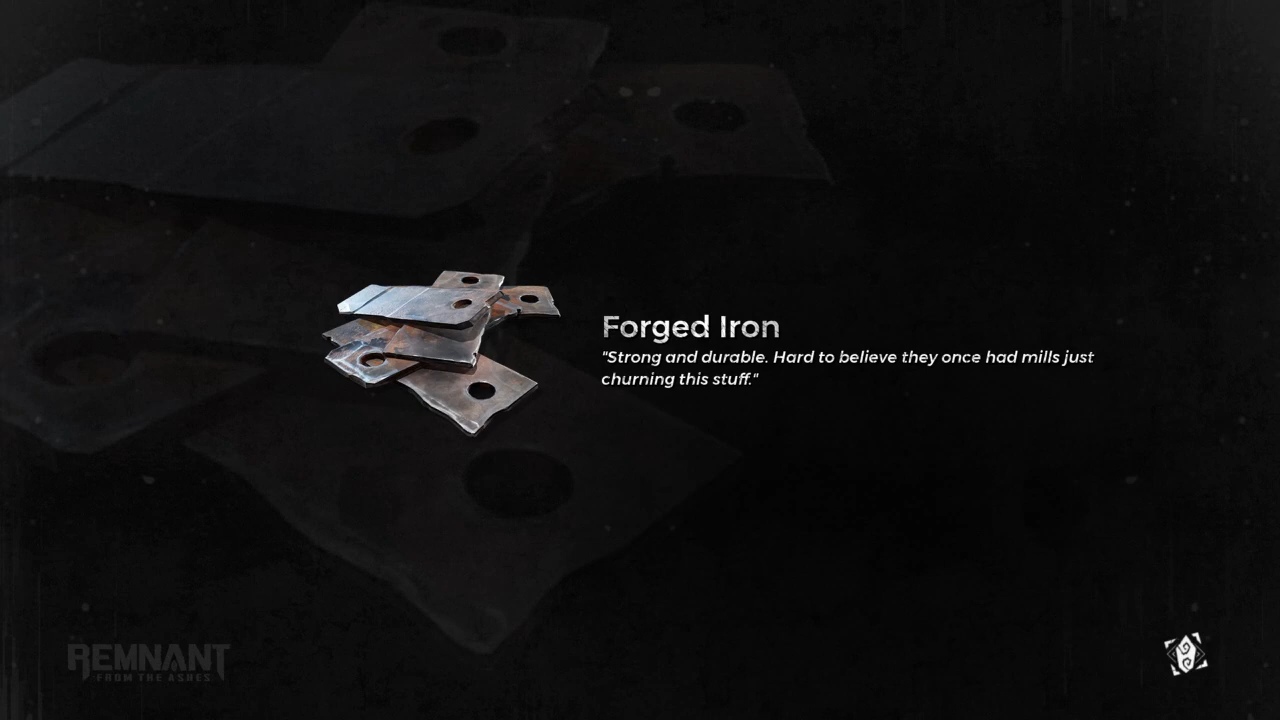 Forged Iron
"Strong and durable. Hard to believe they once had mills just
churning this stuff."
REMNANT
FROM THE ASHES